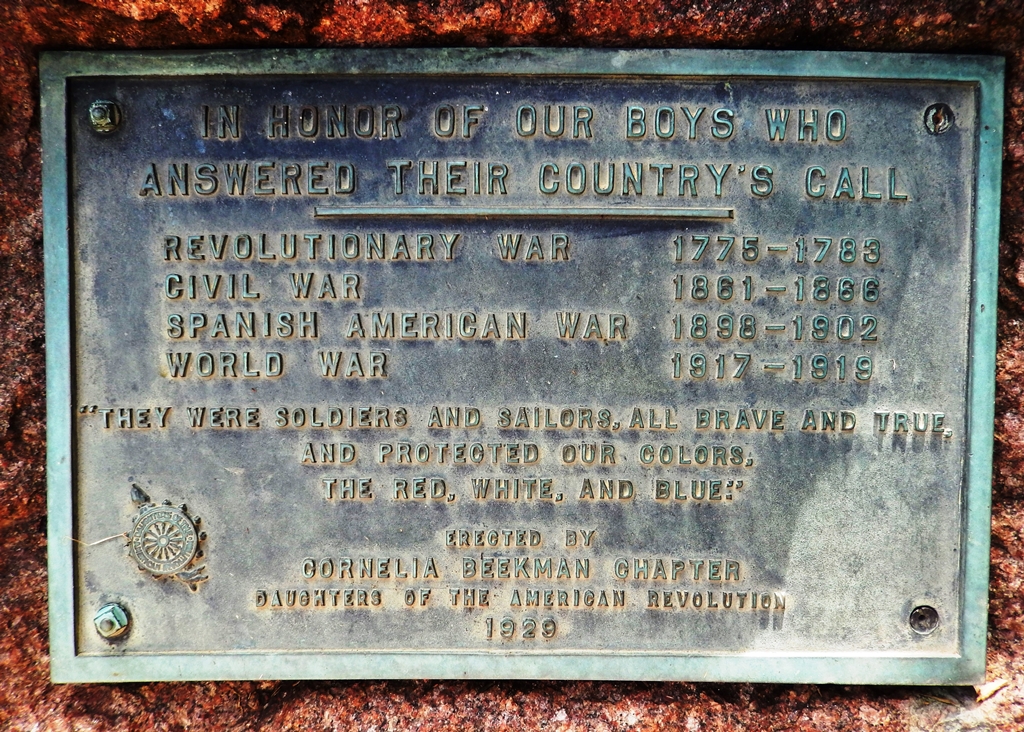 IN HONOR OF OUR BOYS WHO
ANSWERED THEIR COUNTRY'S CALL
REVOLUTIONARY WAR 1775-1783
CIVIL WAR 1861-1866
SPANISH AMERICAN WAR 1898-1902
WORLD WAR 1917-1919
"THEY WERE SOLDIERS AND SAILORS, ALL BRAVE AND TRUE,
AND PROTECTED OUR COLORS,
THE RED, WHITE, AND BLUE."
ERECTED BY
CORNELIA BEEKMAN CHAPTER
DAUGHTERS OF THE AMERICAN REVOLUTION
1929